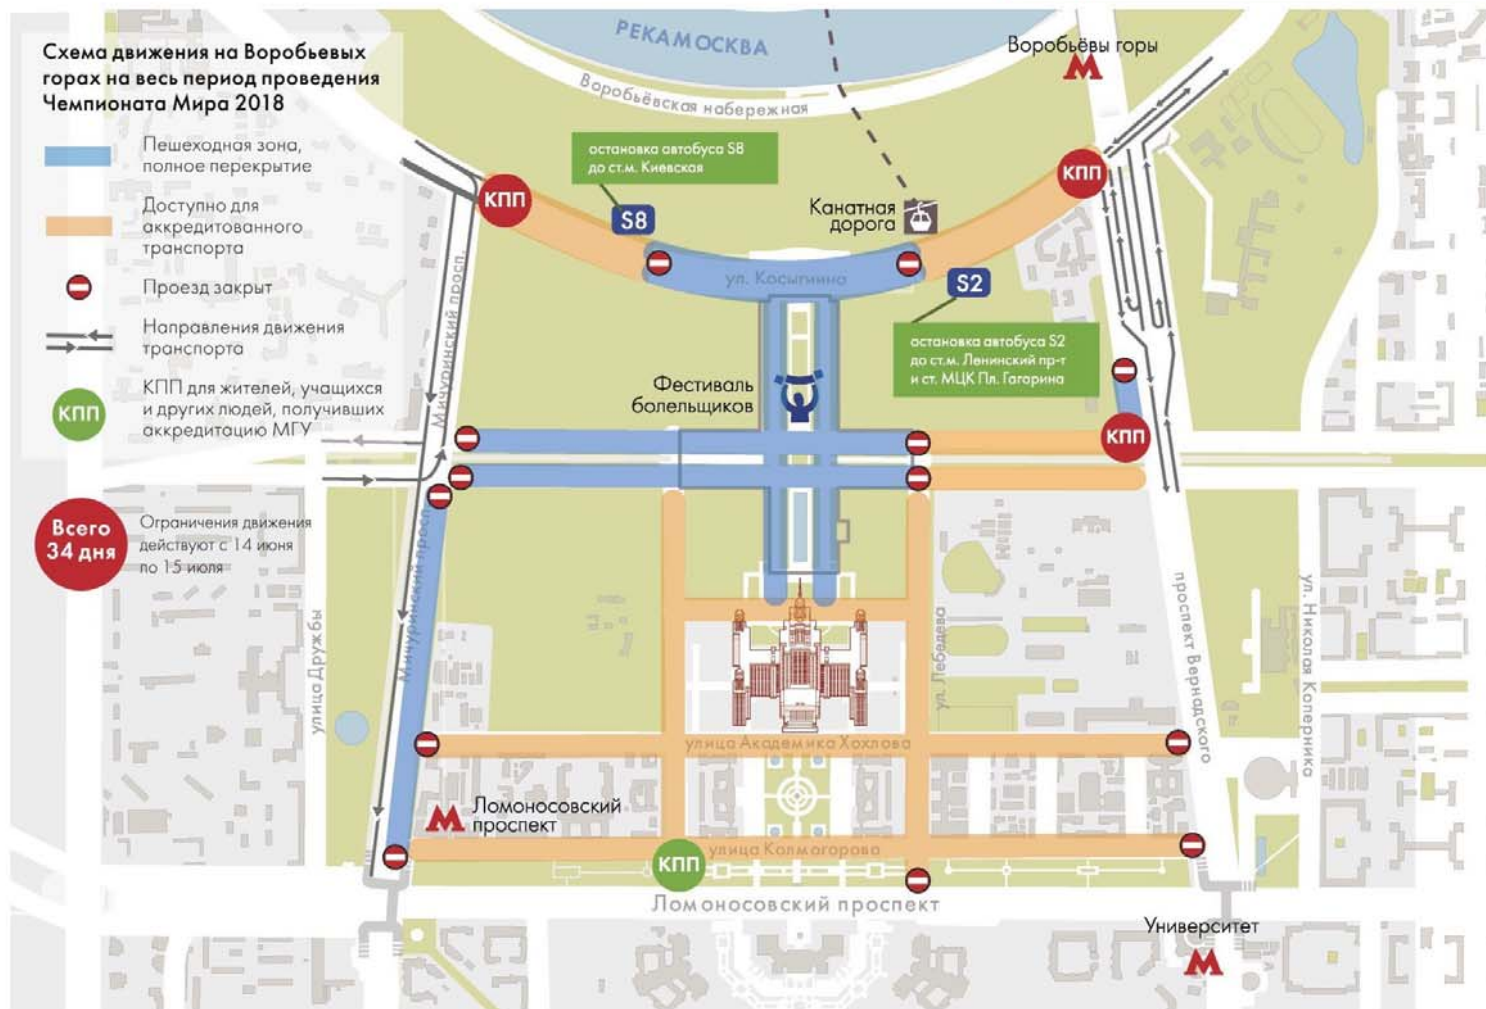 Схема движения на Воробьевых
горах на весь период проведения
Чемпионата Мира 2018
Пешеходная зона,
полное перекрытие
Доступно для
аккредитованного
транспорта
Проезд закрыт
Направления движения
транспорта
КПП
КПП для жителей, учащихся
и других людей, получивших
аккредитацию МГУ
Всего
34 дня
Ограничения движения
действуют с 14 июня
по 15 июля
РЕКА МОСКВА
Воробьёвская набережная
Воробьёвы горы
остановка автобуса S8
до ст.м. Киевская
S8
КПП
КПП
Канатная
дорога
ул. Косыгина
S2
остановка автобуса S2
до ст.м. Ленинский пр-т
и ст. МЦК Пл. Гагорина
Мичуринский просп.
Фестиваль
болельщиков
КПП
Мичуринский просп.
улица Дружбы
ул. Лебедева
проспект Вернадского
ул. Николая Коперника
улица Академика Хохлова
Ломоносовский
проспект
улица Колмогорова
КПП
Ломоносовский проспект
Университет